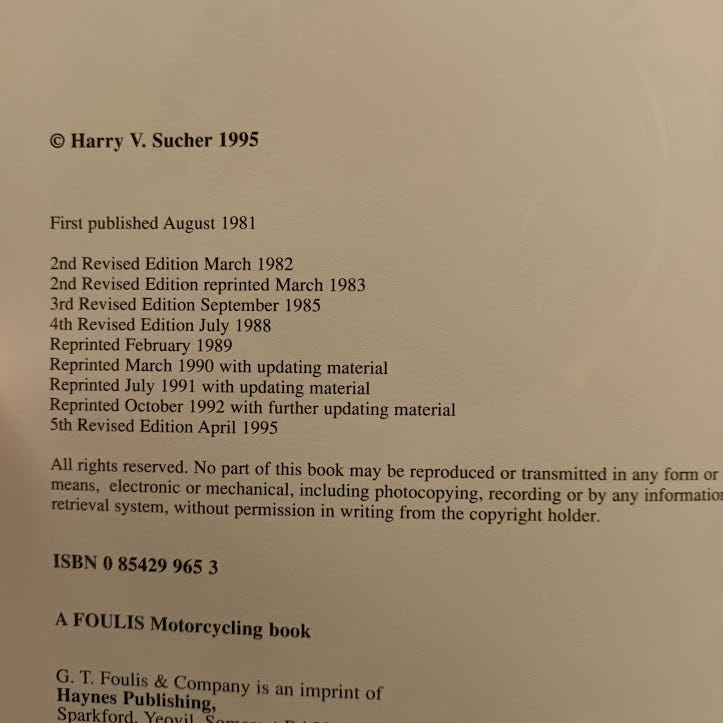 © Harry V. Sucher 1995
First published August 1981
2nd Revised Edition March 1982
2nd Revised Edition reprinted March 1983
3rd Revised Edition September 1985
4th Revised Edition July 1988
Reprinted February 1989
Reprinted March 1990 with updating material
Reprinted July 1991 with updating material
Reprinted October 1992 with further updating material
5th Revised Edition April 1995
All rights reserved. No part of this book may be reproduced or transmitted in any form or
means, electronic or mechanical, including photocopying, recording or by any information
retrieval system, without permission in writing from the copyright holder.
ISBN 0 85429 965 3
A FOULIS Motorcycling book
G. T. Foulis & Company is an imprint of
Haynes Publishing,
Sparkford, Yeovil,